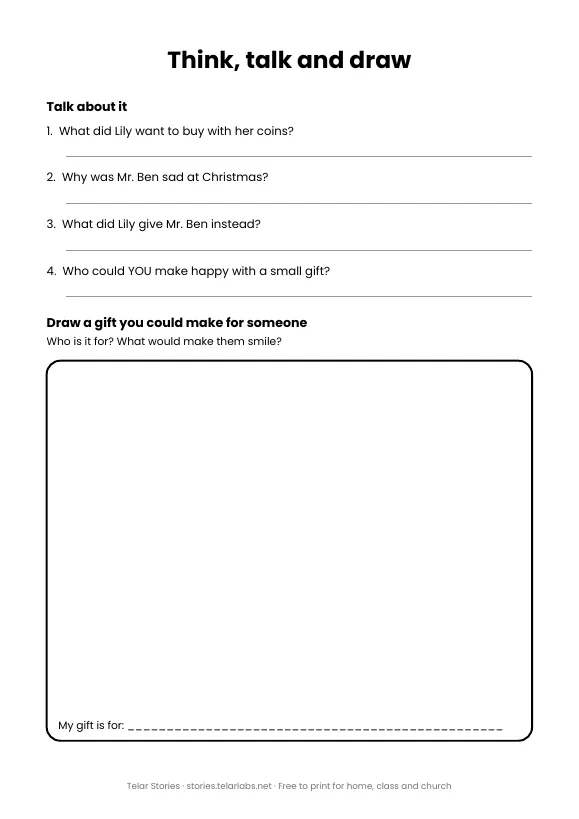 Think, talk and draw
Talk about it
1. What did Lily want to buy with her coins?
2. Why was Mr. Ben sad at Christmas?
3. What did Lily give Mr. Ben instead?
4. Who could YOU make happy with a small gift?
Draw a gift you could make for someone
Who is it for? What would make them smile?
My gift is for: ________________________________________________
Telar Stories · stories.telarlabs.net · Free to print for home, class and church